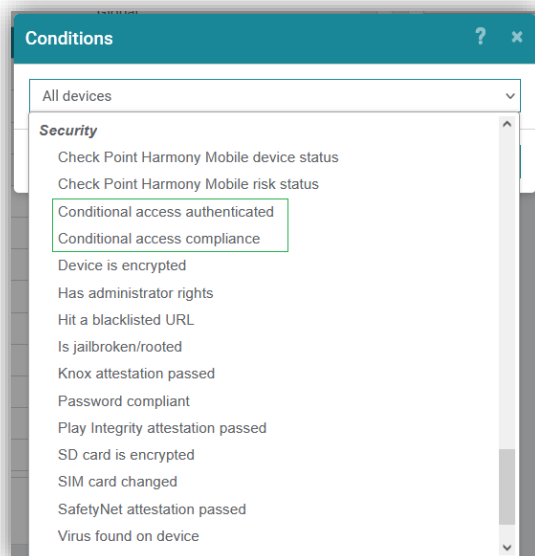 Global
Conditions
? ×
All devices
Security
Check Point Harmony Mobile device status
Check Point Harmony Mobile risk status
Conditional access authenticated
Conditional access compliance
Device is encrypted
Has administrator rights
Hit a blacklisted URL
Is jailbroken/rooted
Knox attestation passed
Password compliant
Play Integrity attestation passed
SD card is encrypted
SIM card changed
SafetyNet attestation passed
Virus found on device